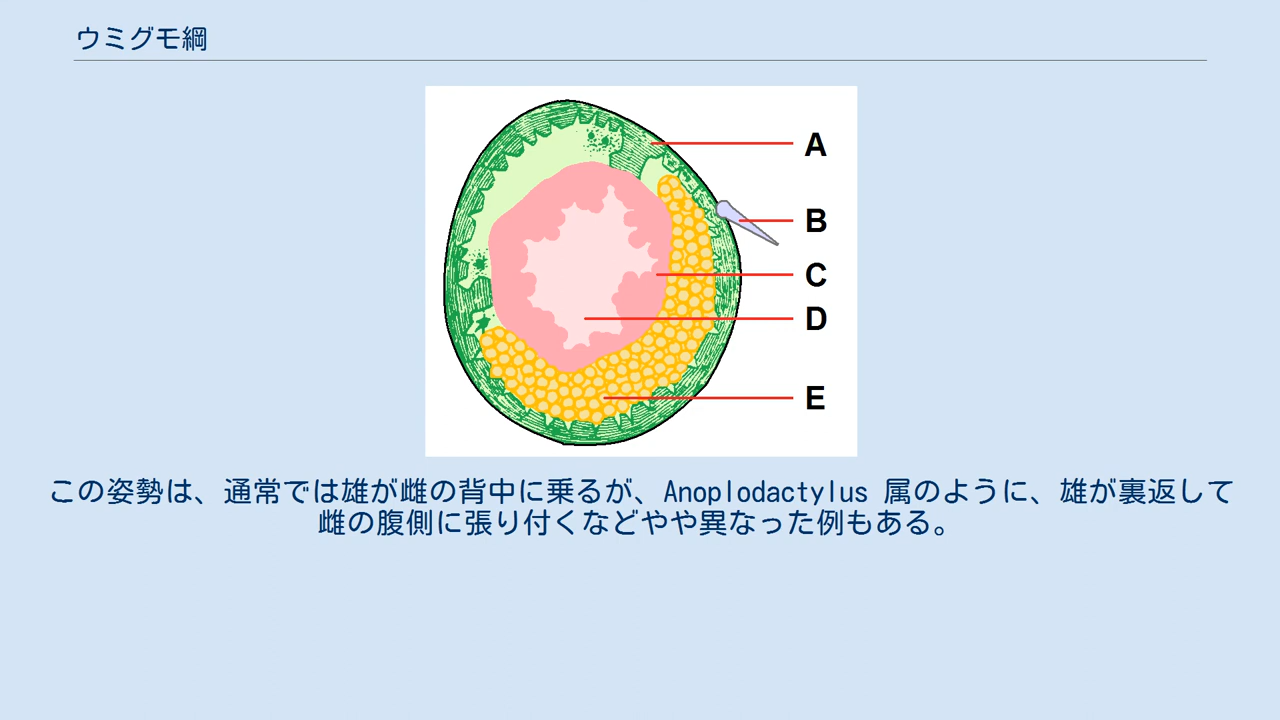 ウミグモ綱
A
B
C
D
E
この姿勢は、通常では雄が雌の背中に乗るが、Anoplodactylus 属のように、雄が裏返して
雌の腹側に張り付くなどやや異なった例もある。